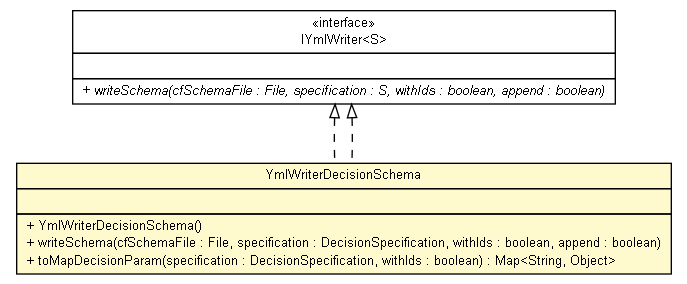 «interface»
IYmlWriter<S>
+ writeSchema(cfSchemaFile : File, specification : S, withIds : boolean, append : boolean)
YmlWriterDecisionSchema
+ YmlWriterDecisionSchema()
+ writeSchema(cfSchemaFile : File, specification : DecisionSpecification, withIds : boolean, append : boolean)
+ toMapDecisionParam(specification : DecisionSpecification, withIds : boolean) : Map<String, Object>